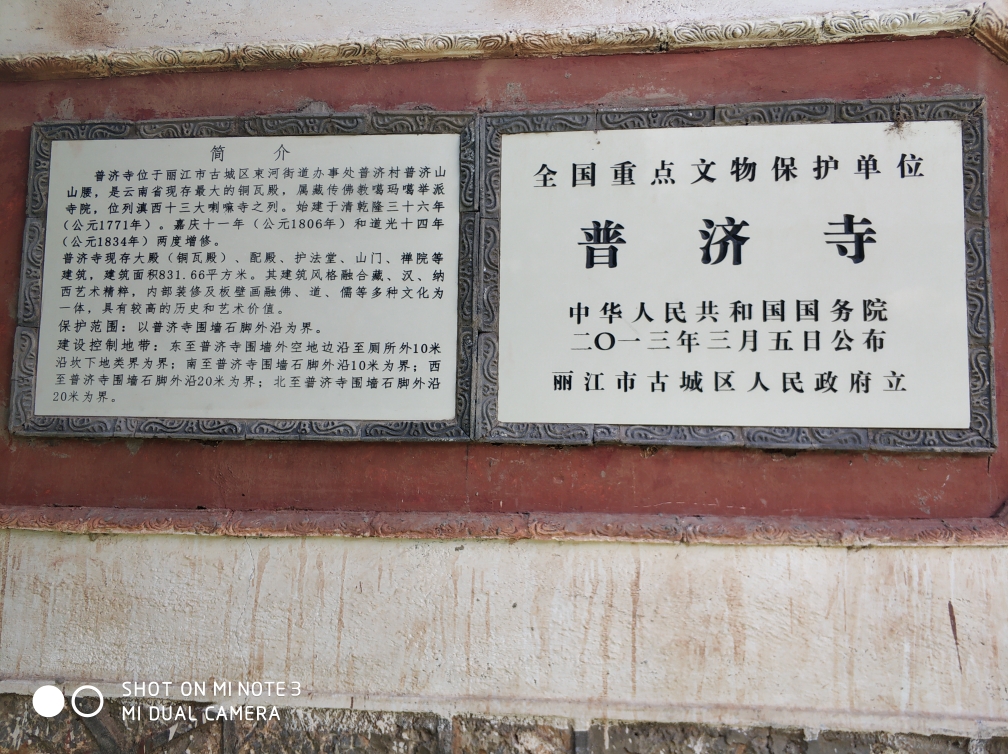 简 介
普济寺位于丽江市古城区束河街道办事处普济村普济山
山腰，是云南省现存最大的铜瓦殿，属藏传佛教噶玛噶举派
寺院，位列滇西十三大喇嘛寺之列。始建于清乾隆三十六年
（公元1771年）。嘉庆十一年（公元1806年）和道光十四年
（公元1834年）两度增修。
普济寺现存大殿（铜瓦殿）、配殿、护法堂、山门、禅院等
建筑，建筑面积831.66平方米。其建筑风格融合藏、汉、纳
西艺术精粹，内部装修及板壁画融佛、道、儒等多种文化为
一体，具有较高的历史和艺术价值。
保护范围：以普济寺围墙石脚外沿为界。
建设控制地带：东至普济寺围墙外空地边沿至厕所外10米
沿坎下地类界为界；南至普济寺围墙石脚外沿10米为界；西
至普济寺围墙石脚外沿20米为界；北至普济寺围墙石脚外沿
20米为界。
全国重点文物保护单位
普济寺
中华人民共和国国务院
二〇一三年三月五日公布
丽江市古城区人民政府立
SHOT ON MI NOTE 3
MI DUAL CAMERA